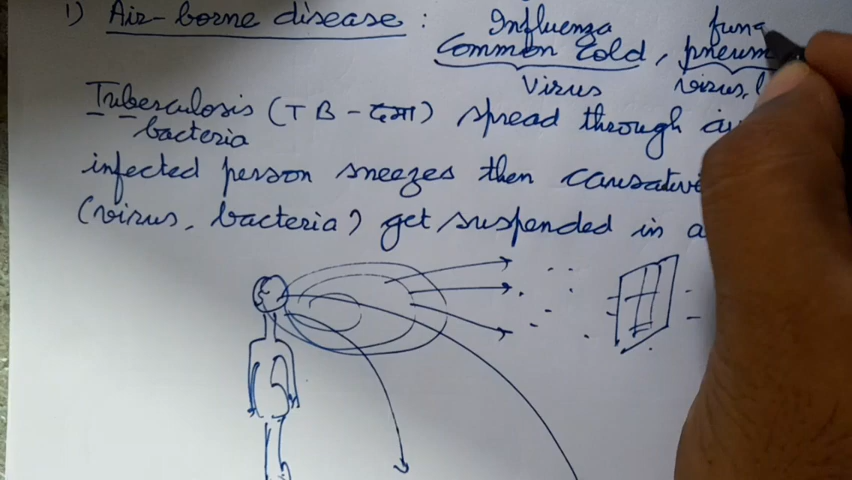 1) Air-borne disease : Influenza
Common Cold, pneum
Virus virus,
Tuberculosis (TB-दमा) spread through
bacteria
infected person sneezes then causative
(virus, bacteria) get suspended in a